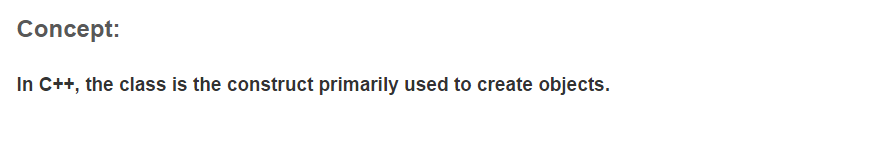 Concept:
In C++, the class is the construct primarily used to create objects.